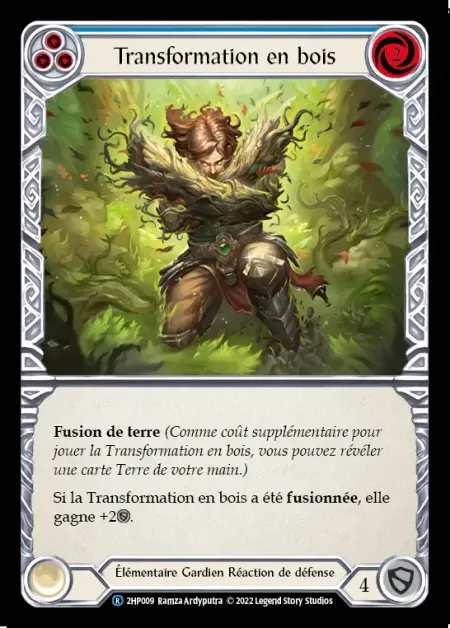 Transformation en bois
2
Fusion de terre (Comme coût supplémentaire pour
jouer la Transformation en bois, vous pouvez révéler
une carte Terre de votre main.)
Si la Transformation en bois a été fusionnée, elle
gagne +2.
Élémentaire Gardien Réaction de défense
4
R 2HP009 Ramza Ardyputra © 2022 Legend Story Studios